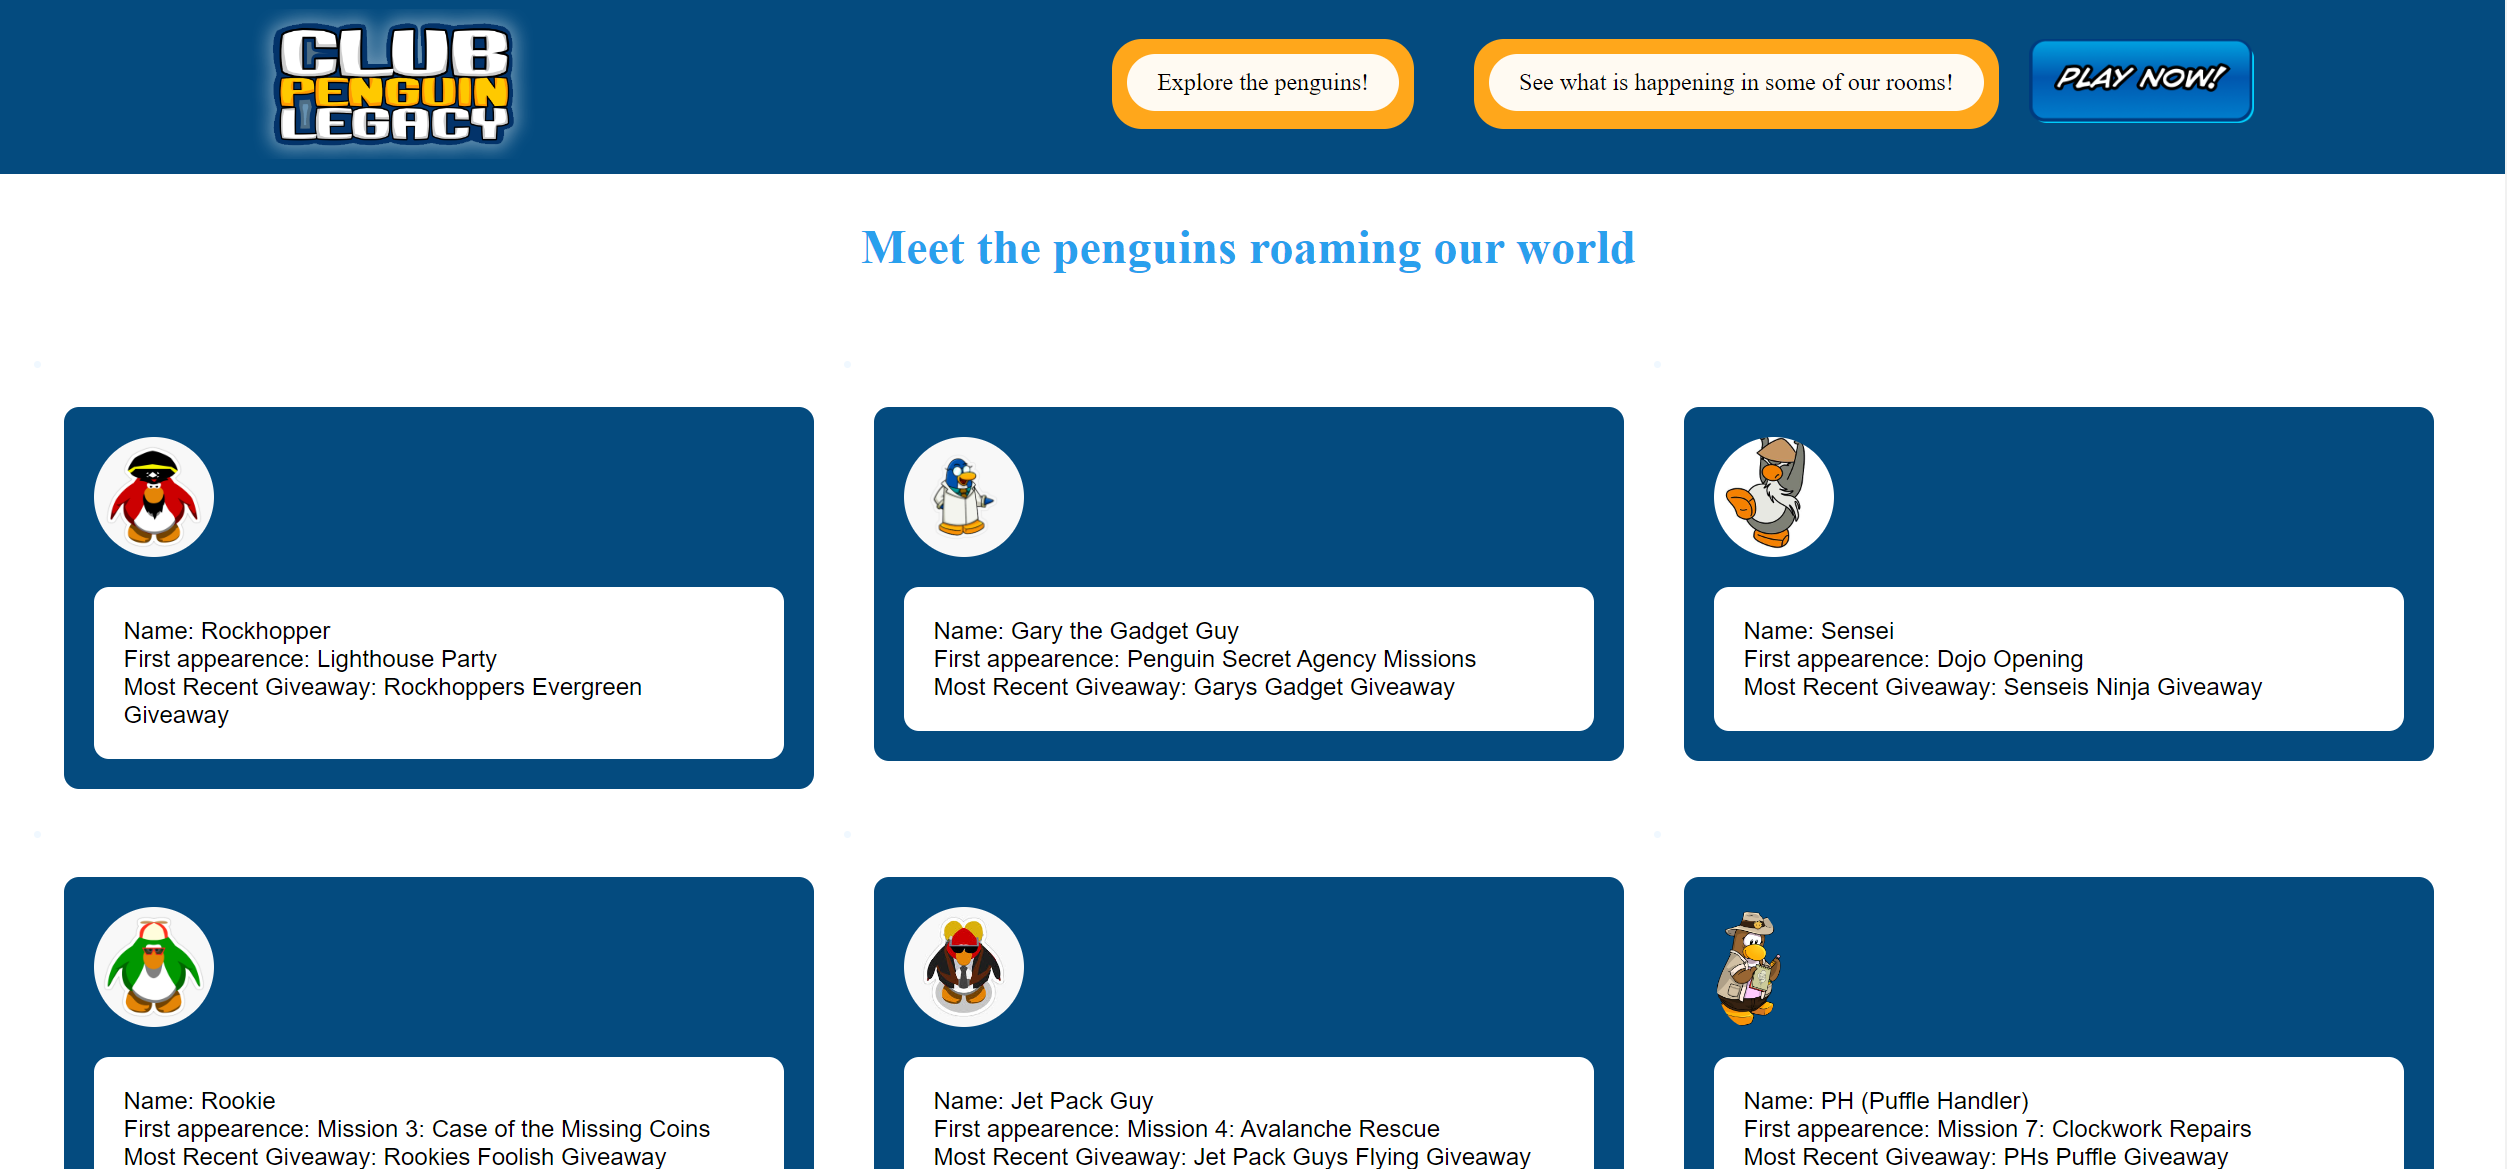 CLUB
PENGUIN
LEGACY
Explore the penguins!
See what is happening in some of our rooms!
PLAY NOW!
Meet the penguins roaming our world
Name: Rockhopper
First appearence: Lighthouse Party
Most Recent Giveaway: Rockhoppers Evergreen
Giveaway
Name: Gary the Gadget Guy
First appearence: Penguin Secret Agency Missions
Most Recent Giveaway: Garys Gadget Giveaway
Name: Sensei
First appearence: Dojo Opening
Most Recent Giveaway: Senseis Ninja Giveaway
Name: Rookie
First appearence: Mission 3: Case of the Missing Coins
Most Recent Giveaway: Rookies Foolish Giveaway
Name: Jet Pack Guy
First appearence: Mission 4: Avalanche Rescue
Most Recent Giveaway: Jet Pack Guys Flying Giveaway
Name: PH (Puffle Handler)
First appearence: Mission 7: Clockwork Repairs
Most Recent Giveaway: PHs Puffle Giveaway